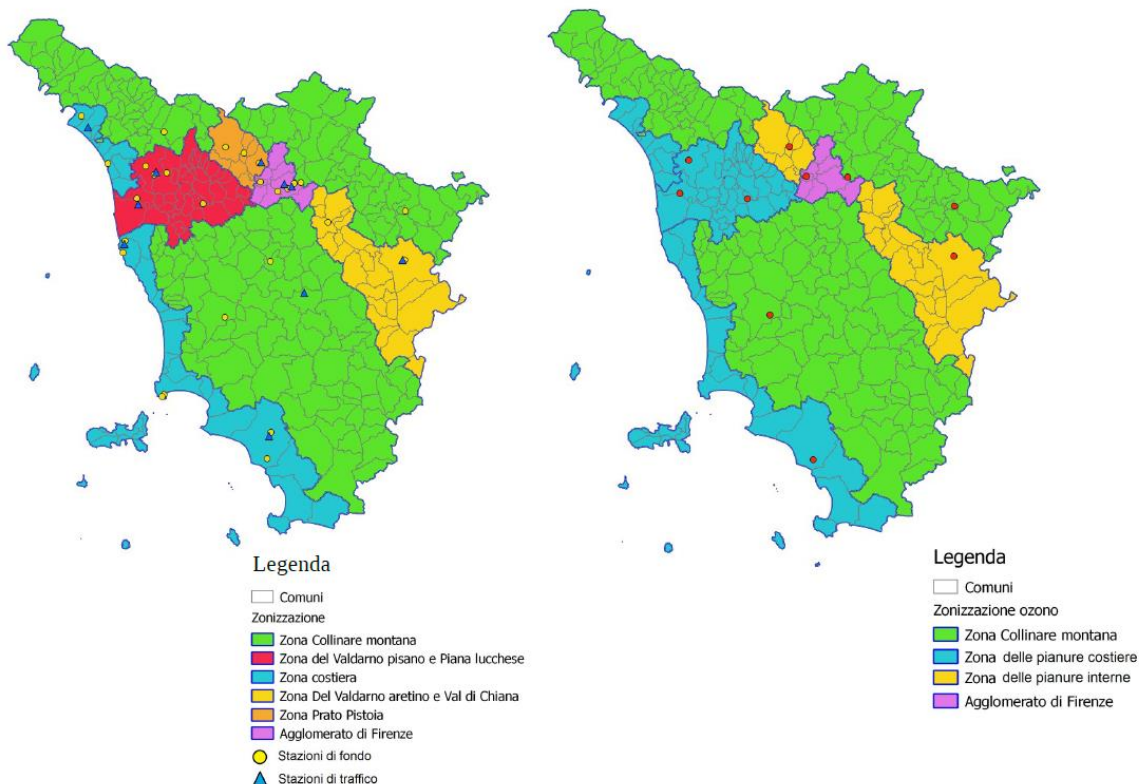 Legenda
Comuni
Zonizzazione
Zona Collinare montana
Zona del Valdarno pisano e Piana lucchese
Zona costiera
Zona Del Valdarno aretino e Val di Chiana
Zona Prato Pistoia
Agglomerato di Firenze
Stazioni di fondo
Stazioni di traffico
Legenda
Comuni
Zonizzazione ozono
Zona Collinare montana
Zona delle pianure costiere
Zona delle pianure interne
Agglomerato di Firenze